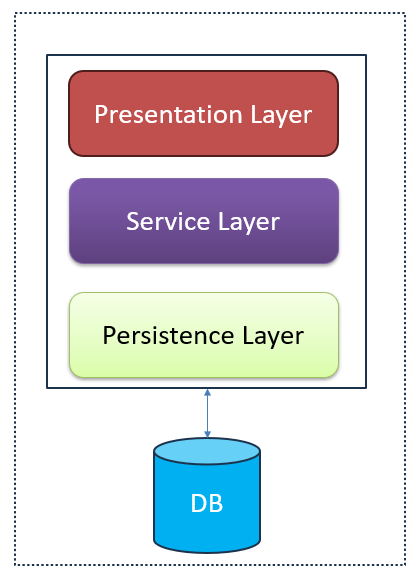 Presentation Layer
Service Layer
Persistence Layer
DB